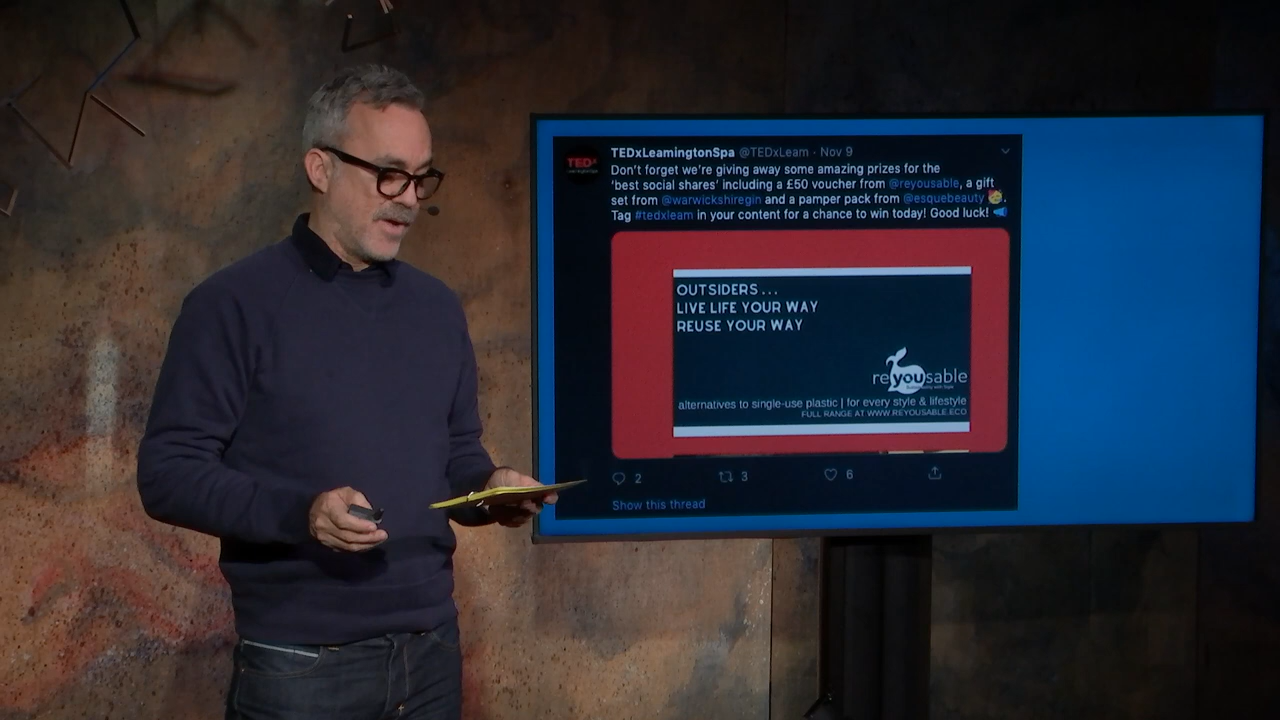 TEDxLeamingtonSpa @TEDxLeam · Nov 9
TEDx
Don't forget we're giving away some amazing prizes for the
'best social shares' including a £50 voucher from @reyousable, a gift
set from @warwickshiregin and a pamper pack from @esquebeauty 🥳.
Tag #tedxleam in your content for a chance to win today! Good luck! 📣
OUTSIDERS...
LIVE LIFE YOUR WAY
REUSE YOUR WAY
reyousable
alternatives to single-use plastic | for every style & lifestyle
FULL RANGE AT WWW.REYOUSABLE.ECO
2 3 6
Show this thread